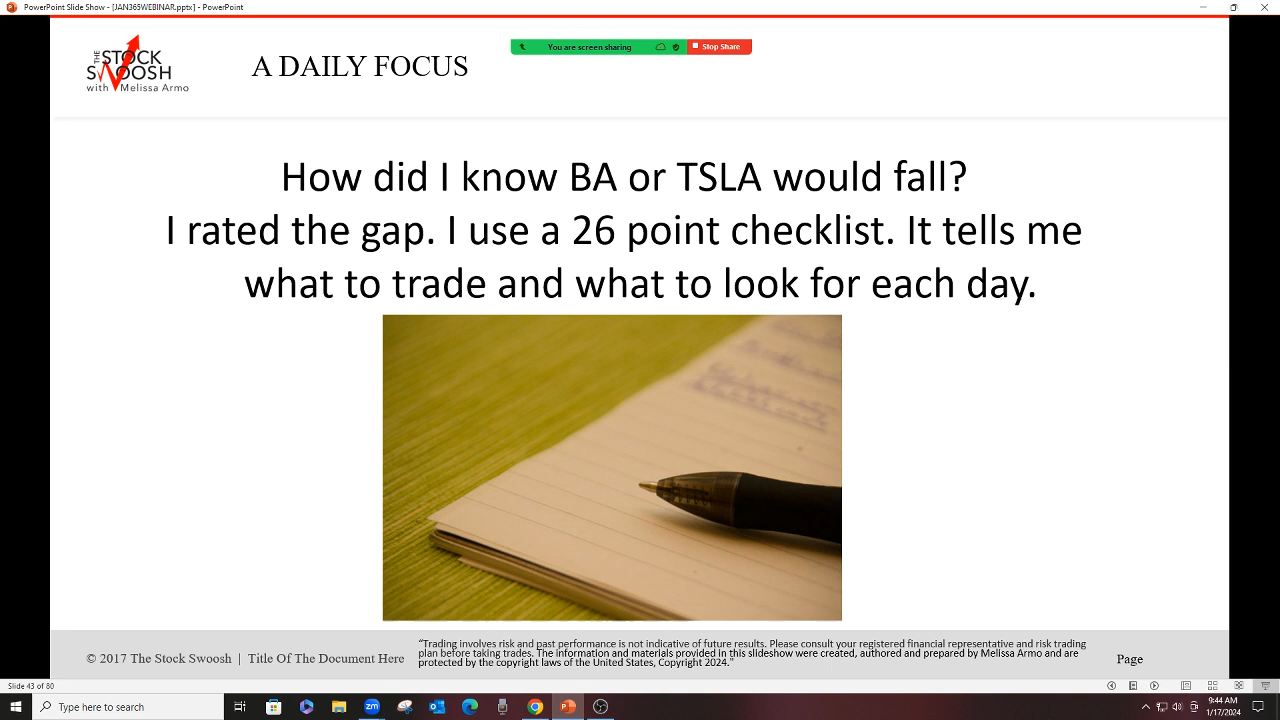 PowerPoint Slide Show - [JAN365WEBINAR.pptx] - PowerPoint
THE
STOCK
SWOOSH
with Melissa Armo
A DAILY FOCUS
You are screen sharing
Stop Share
How did I know BA or TSLA would fall?
I rated the gap. I use a 26 point checklist. It tells me
what to trade and what to look for each day.
© 2017 The Stock Swoosh | Title Of The Document Here
“Trading involves risk and past performance is not indicative of future results. Please consult your registered financial representative and risk trading
plan before taking trades. The information and materials provided in this slideshow were created, authored and prepared by Melissa Armo and are
protected by the copyright laws of the United States, Copyright 2024."
Page
Slide 43 of 80
Type here to search
9:44 AM
1/17/2024